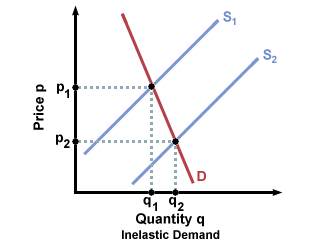 S1
S2
p1
Price p
p2
D
q1 q2
Quantity q
Inelastic Demand